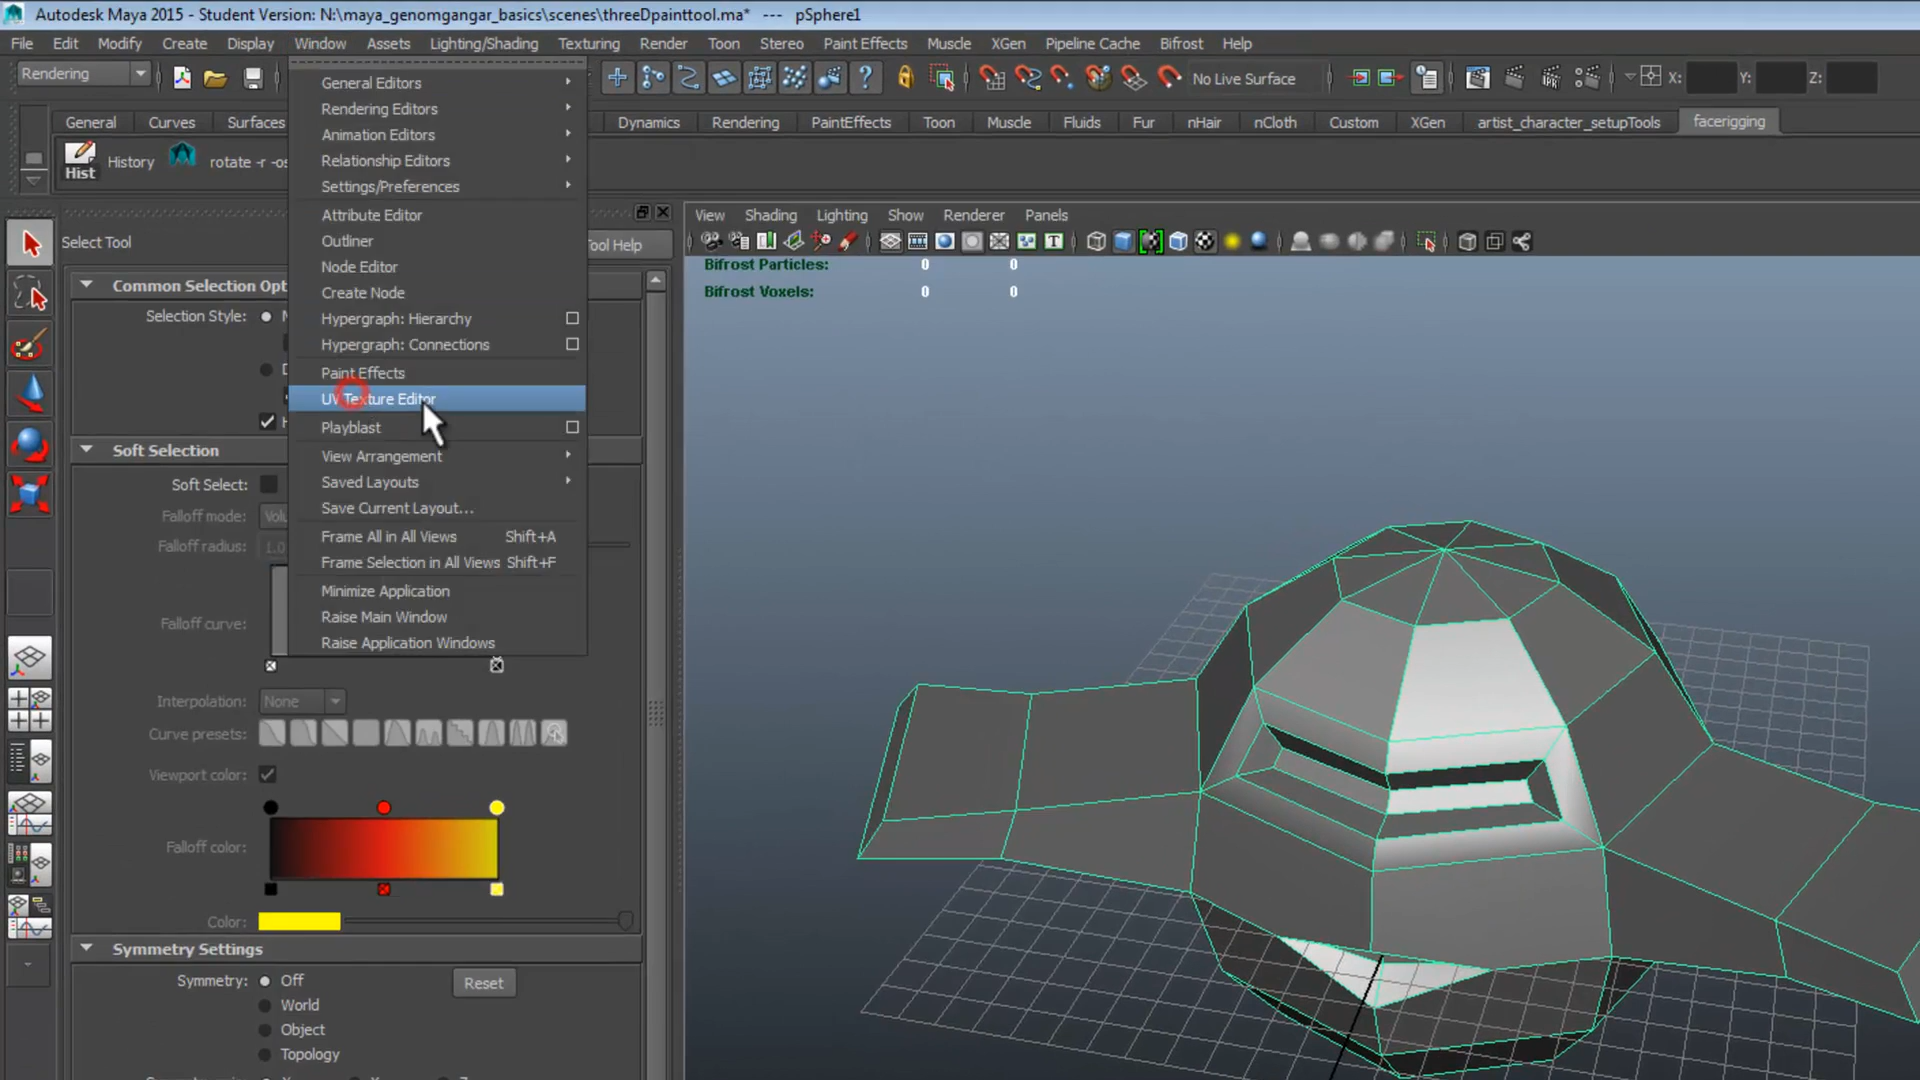 Autodesk Maya 2015 - Student Version: N:\maya_genomgangar_basics\scenes\threeDpainttool.ma* --- pSphere1
File Edit Modify Create Display Window Assets Lighting/Shading Texturing Render Toon Stereo Paint Effects Muscle XGen Pipeline Cache Bifrost Help
Rendering No Live Surface X: Y: Z:
General Curves Surfaces Dynamics Rendering PaintEffects Toon Muscle Fluids Fur nHair nCloth Custom XGen artist_character_setupTools facerigging
Hist History rotate -r -os
General Editors
Rendering Editors
Animation Editors
Relationship Editors
Settings/Preferences
Attribute Editor
Outliner
Node Editor
Create Node
Hypergraph: Hierarchy
Hypergraph: Connections
Paint Effects
UV Texture Editor
Playblast
View Arrangement
Saved Layouts
Save Current Layout...
Frame All in All Views Shift+A
Frame Selection in All Views Shift+F
Minimize Application
Raise Main Window
Raise Application Windows
Select Tool Tool Help
Common Selection Opt
Selection Style:
Soft Selection
Soft Select:
Falloff mode: Volu
Falloff radius: 1.0
Falloff curve:
Interpolation: None
Curve presets:
Viewport color:
Falloff color:
Color:
Symmetry Settings
Symmetry: Off Reset
World
Object
Topology
View Shading Lighting Show Renderer Panels
Bifrost Particles: 0 0
Bifrost Voxels: 0 0